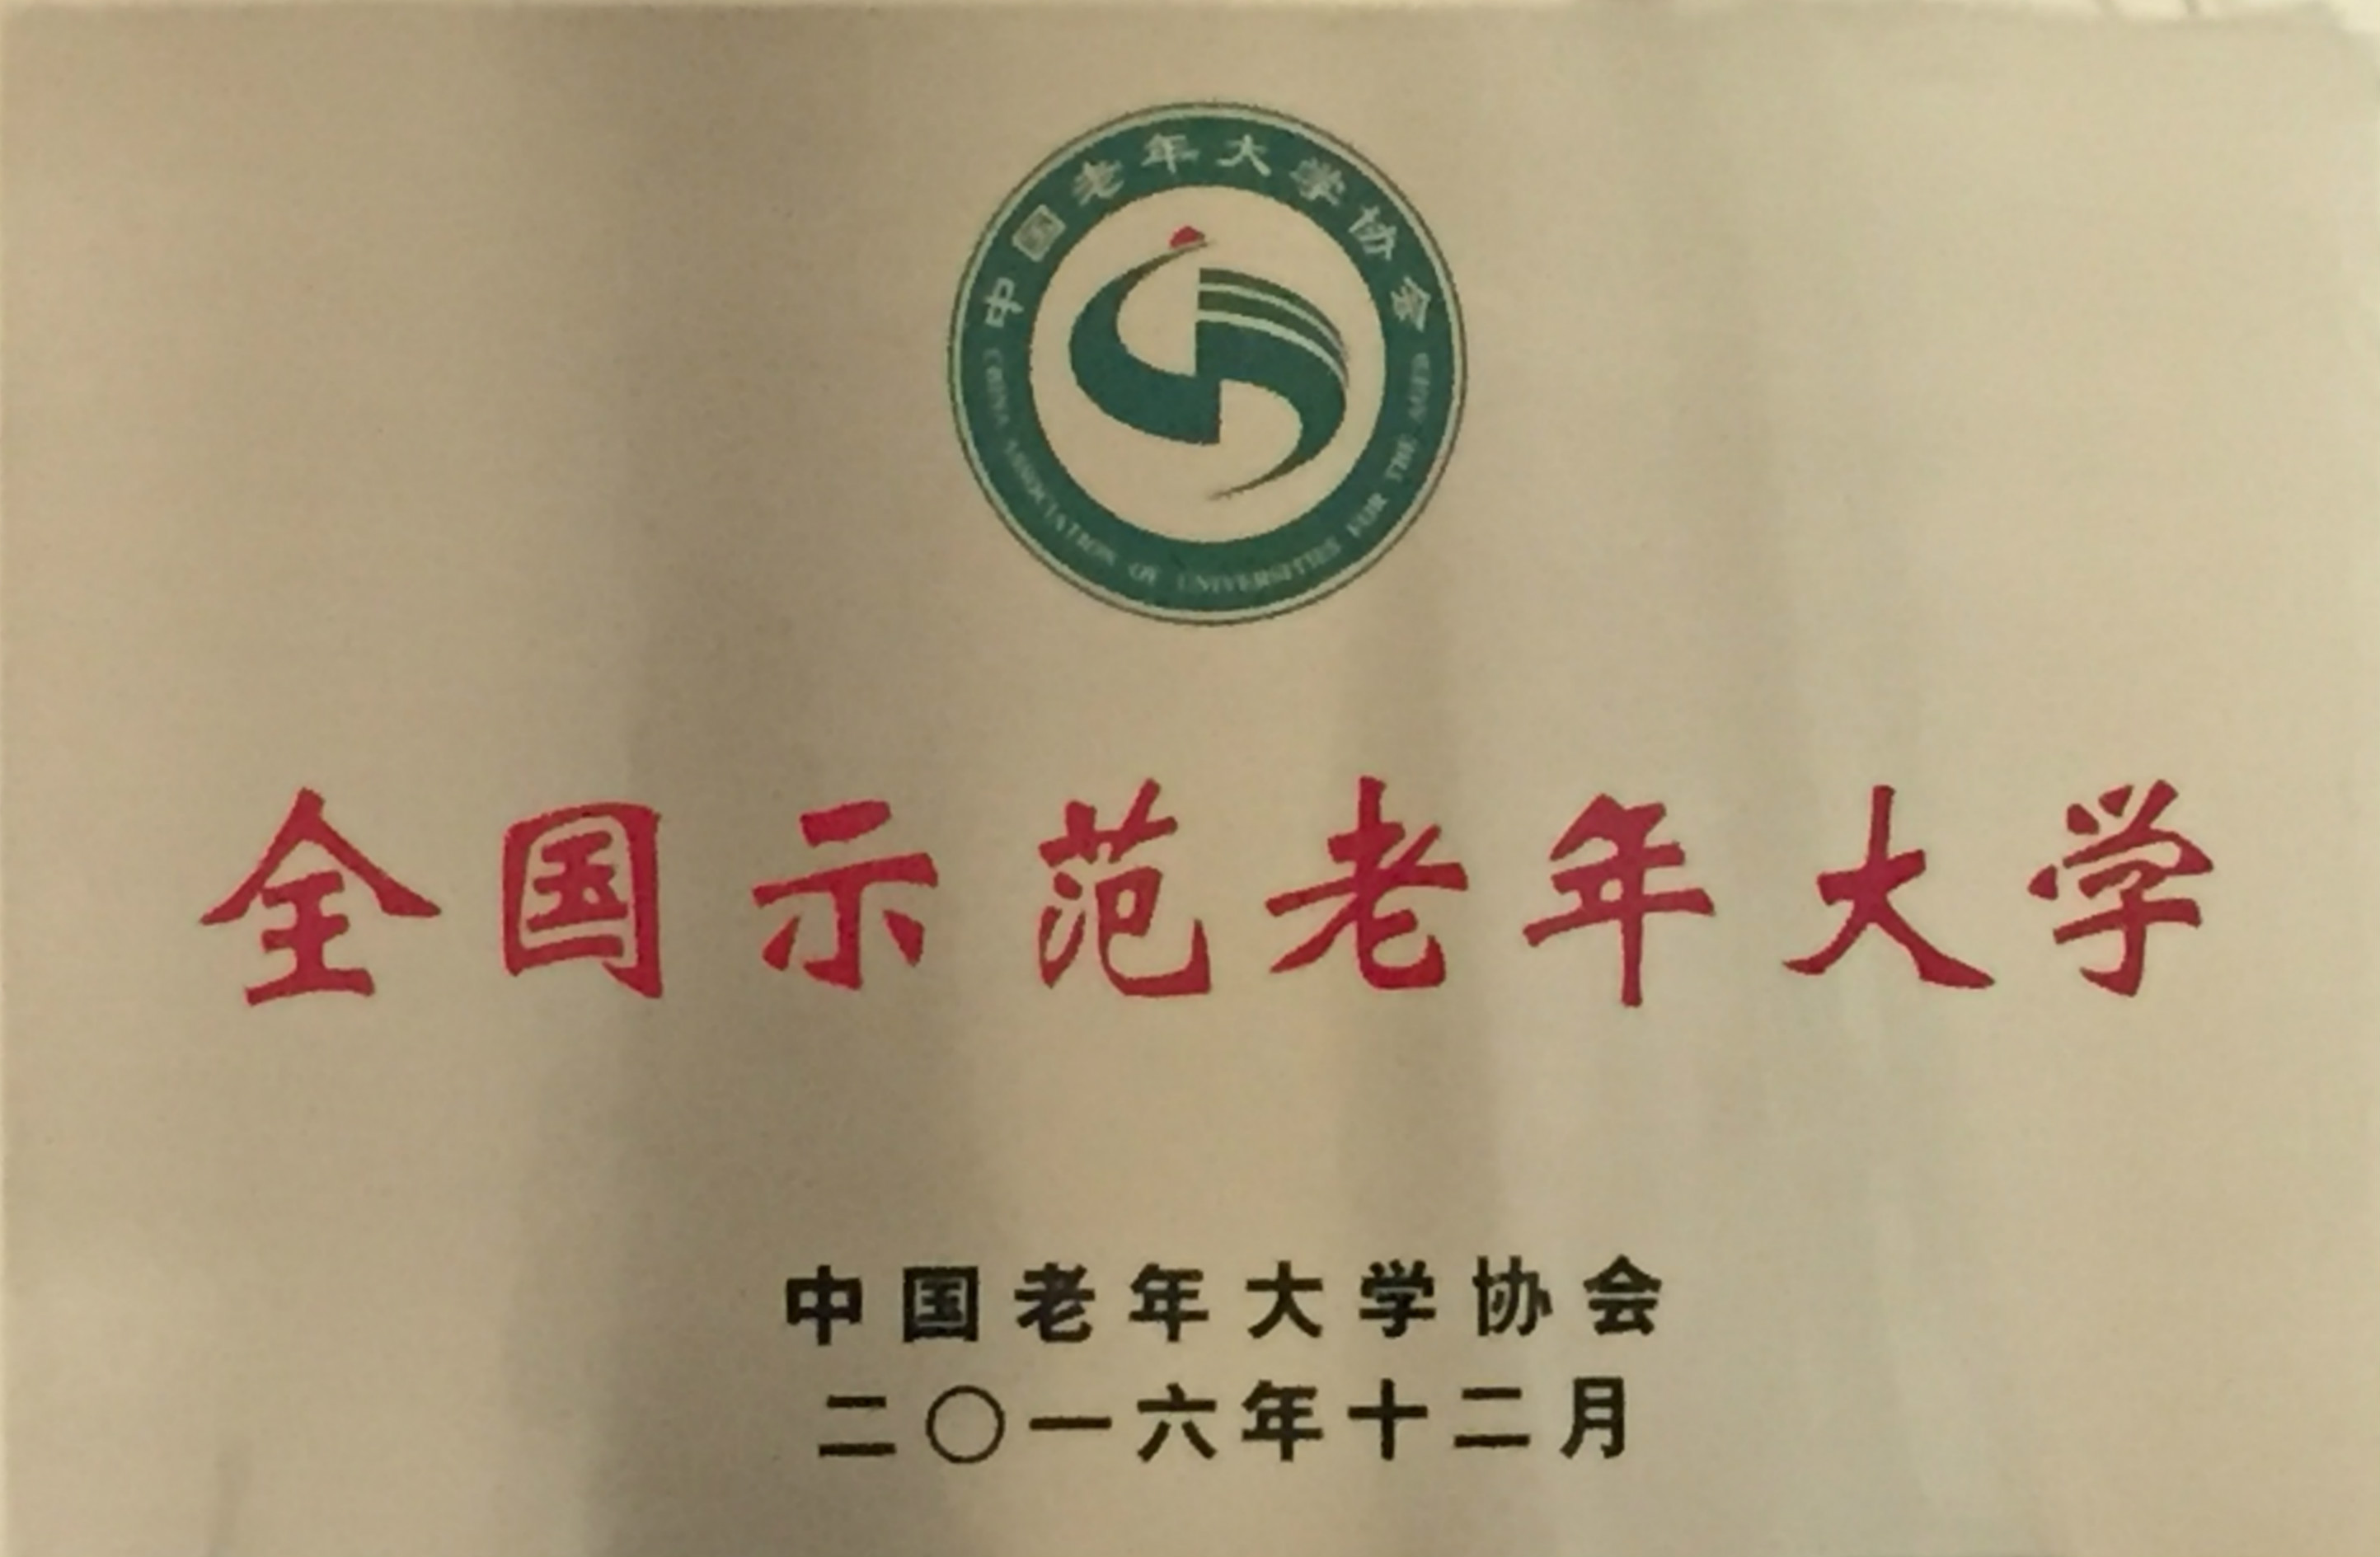 中国老年大学协会
CHINA ASSOCIATION OF UNIVERSITIES FOR THE AGED
全国示范老年大学
中国老年大学协会
二〇一六年十二月